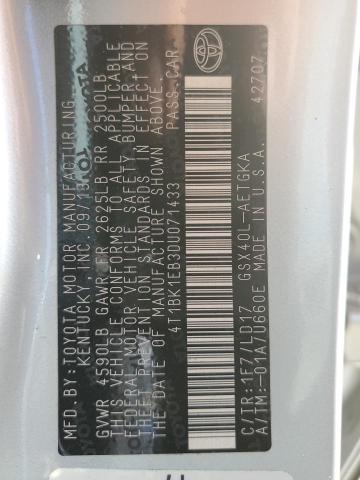 MFD.BY:TOYOTA MOTOR MANUFACTURING,
KENTUCKY, INC. 09/13
GVWR 4590LB GAWR FR 2625LB RR 2500LB
THIS VEHICLE CONFORMS TO ALL APPLICABLE
FEDERAL MOTOR VEHICLE SAFETY, BUMPER, AND
THEFT PREVENTION STANDARDS IN EFFECT ON
THE DATE OF MANUFACTURE SHOWN ABOVE.
4T1BK1EB3DU071433 PASS.CAR
C/TR:1F7/LD17 GSX40L-AETGKA
A/TM:-01A/U660E
MADE IN U.S.A. 42707